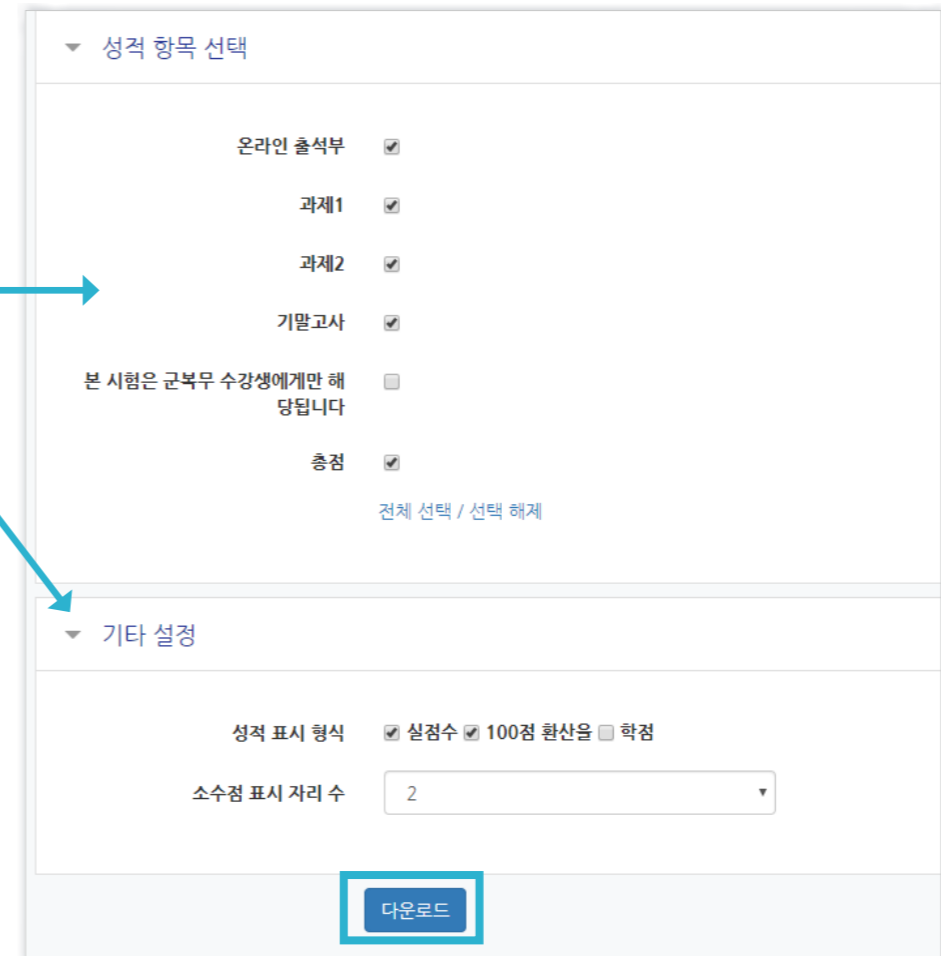 성적 항목 선택
온라인 출석부
과제1
과제2
기말고사
본 시험은 군복무 수강생에게만 해
당됩니다
총점
전체 선택 / 선택 해제
기타 설정
성적 표시 형식 실점수 100점 환산율 학점
소수점 표시 자리 수 2
다운로드